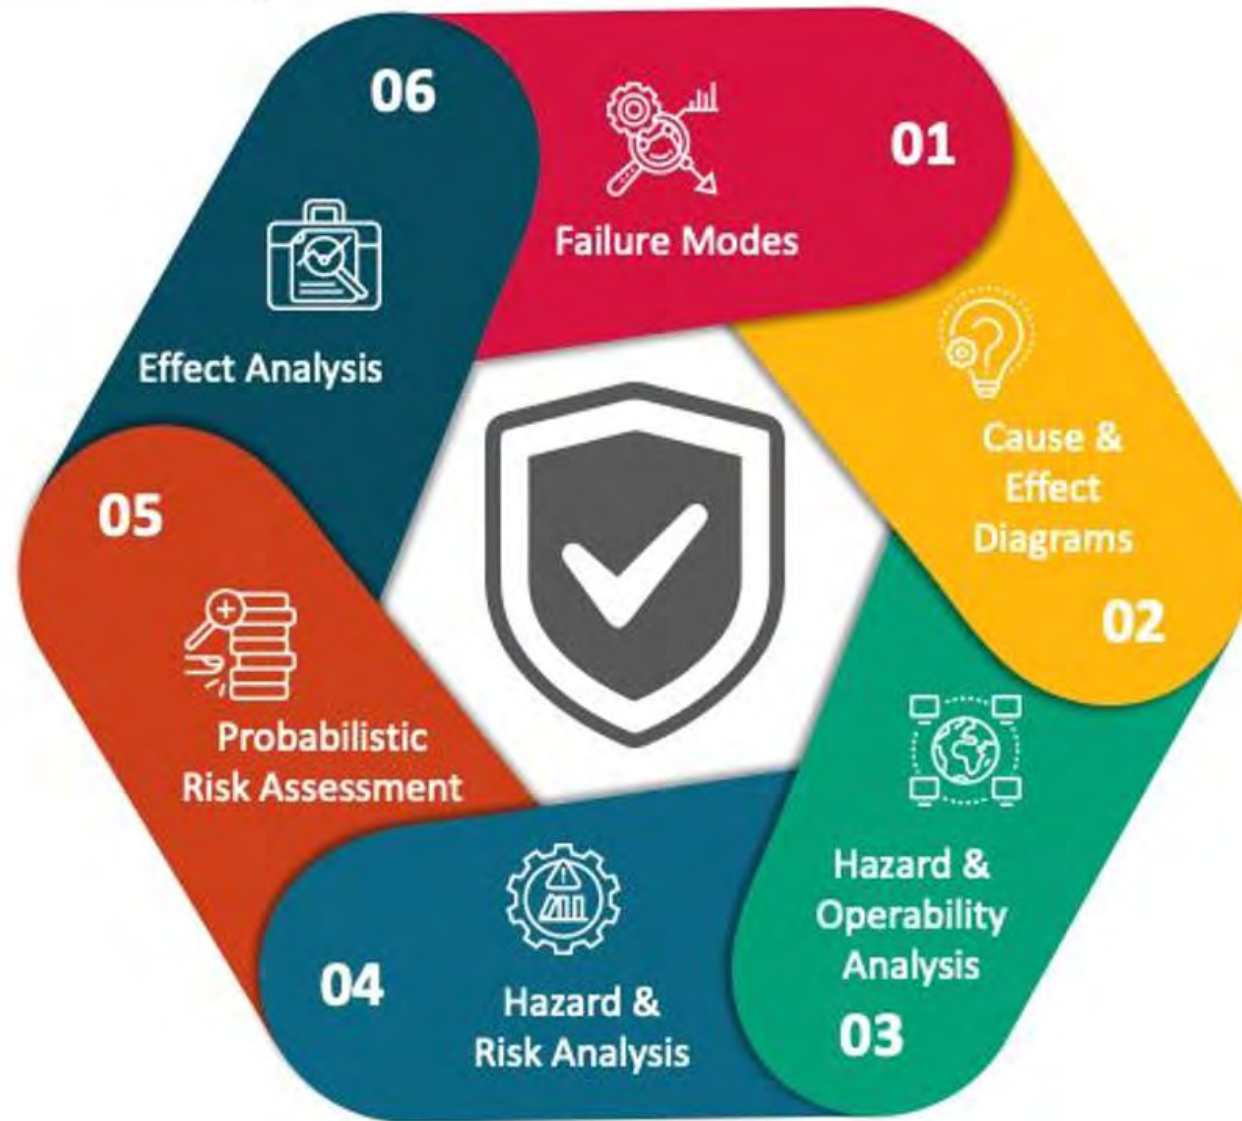 01
Failure Modes
Cause &
Effect
Diagrams
02
Hazard &
Operability
Analysis
03
04
Hazard &
Risk Analysis
05
Probabilistic
Risk Assessment
06
Effect Analysis